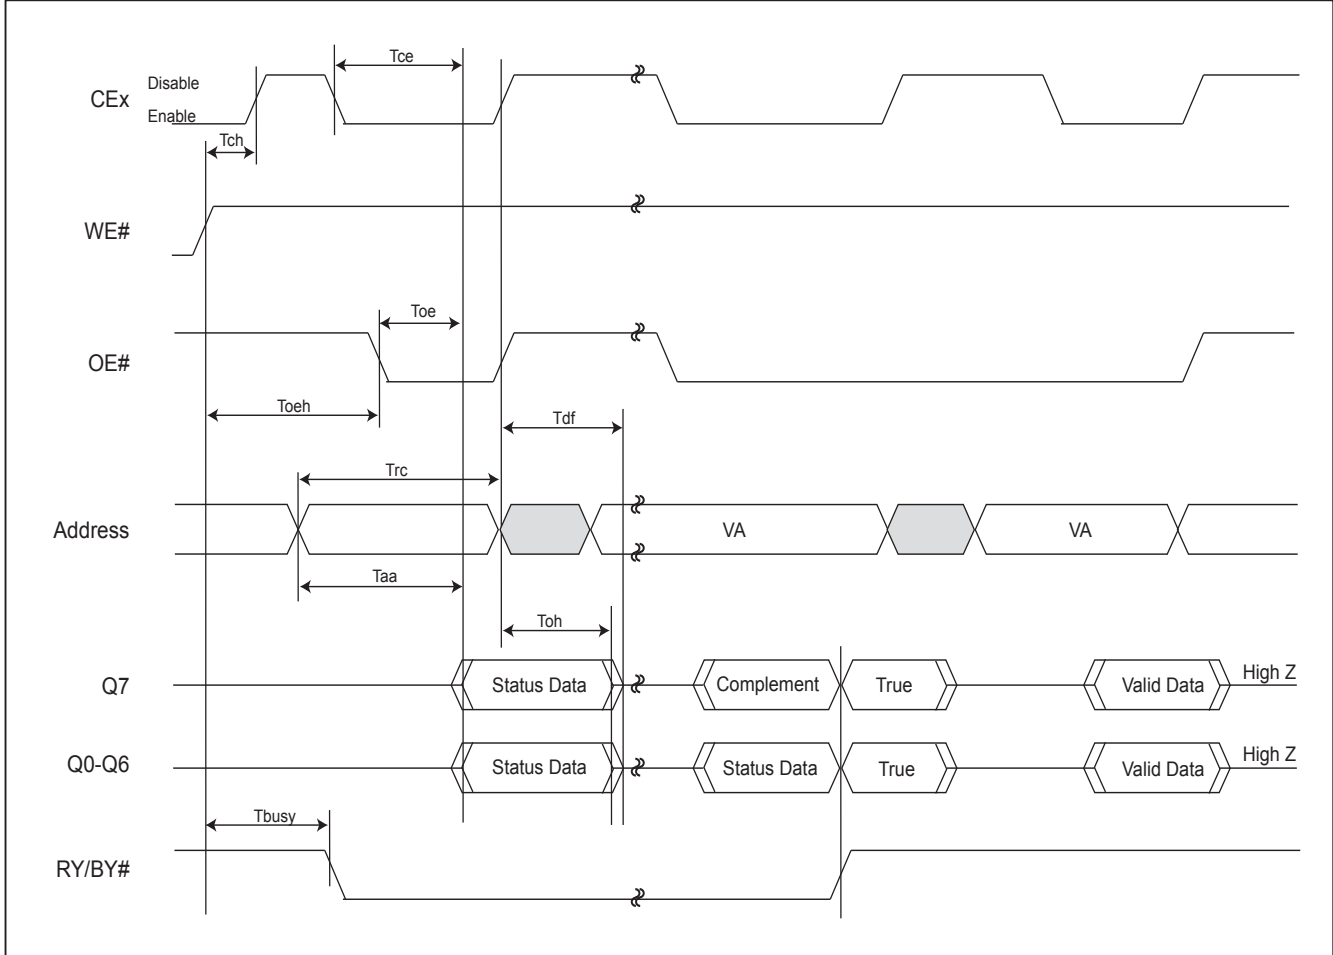 Tce
Disable
CEx
Enable
Tch
WE#
Toe
OE#
Toeh
Tdf
Trc
Address
VA
VA
Taa
Toh
Q7
Status Data
Complement
True
Valid Data
High Z
Q0-Q6
Status Data
Status Data
True
Valid Data
High Z
Tbusy
RY/BY#